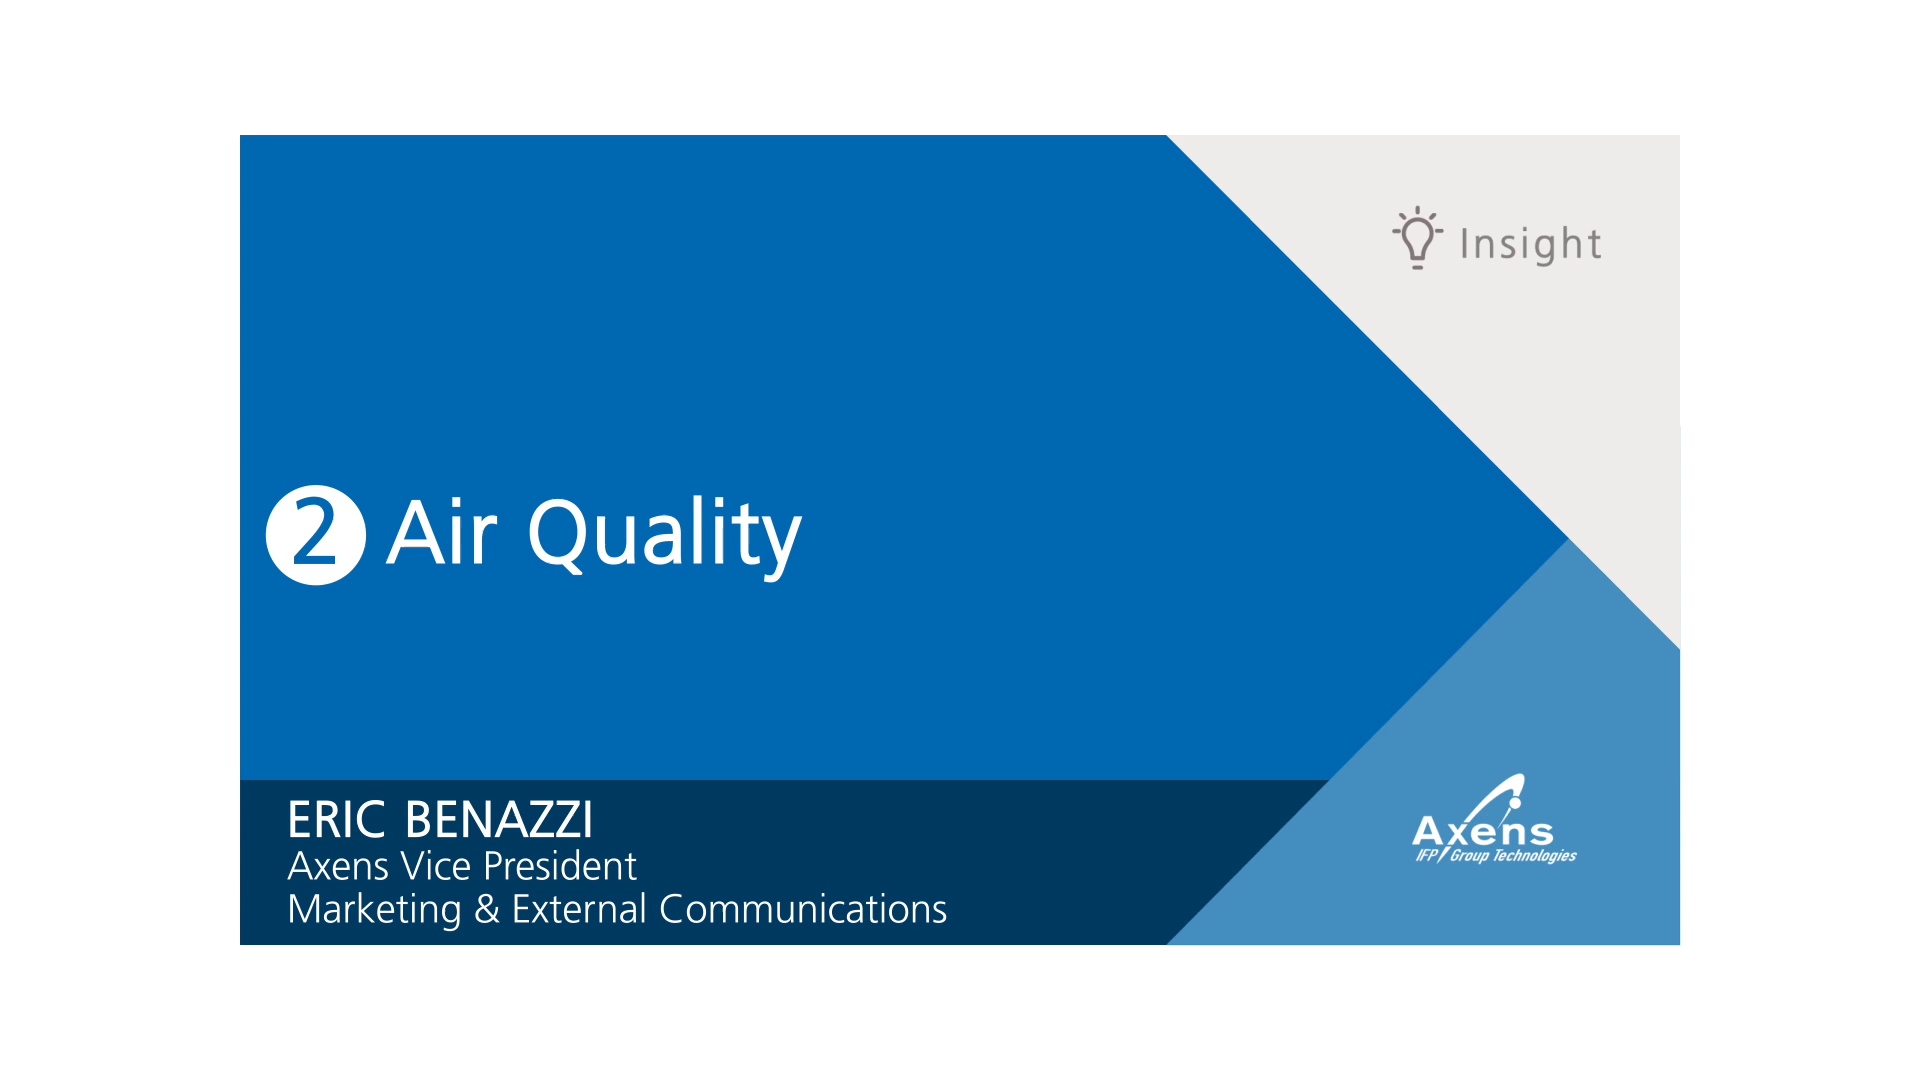 Insight
2 Air Quality
ERIC BENAZZI
Axens Vice President
Marketing & External Communications
Axens
IFP Group Technologies